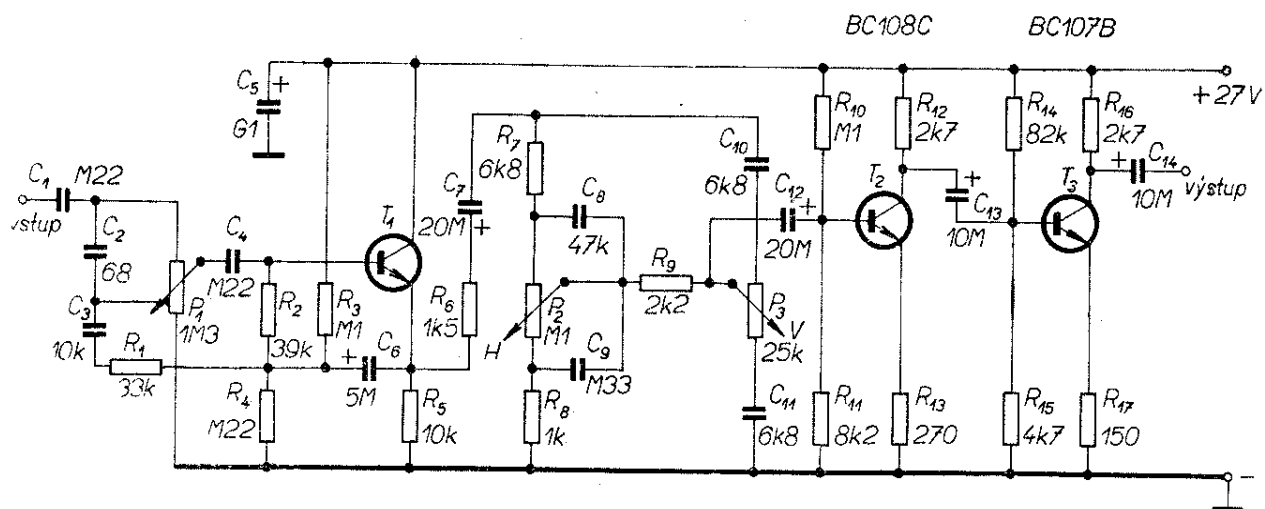 BC108C
BC107B
C5 +
G1
+27V
R10
M1
R12
2k7
R14
82k
R16
2k7
R7
6k8
C10
6k8
C14
+
10M
výstup
C1
M22
vstup
C2
68
C4
M22
T1
C7
20M
+
C8
47k
C12
+
20M
T2
+
C13
10M
T3
C3
10k
P1
1M3
R2
39k
R3
M1
R6
1k5
P2
M1
H
R9
2k2
P3
V
25k
R1
33k
+
C6
5M
C9
M33
R4
M22
R5
10k
R8
1k
C11
6k8
R11
8k2
R13
270
R15
4k7
R17
150
-